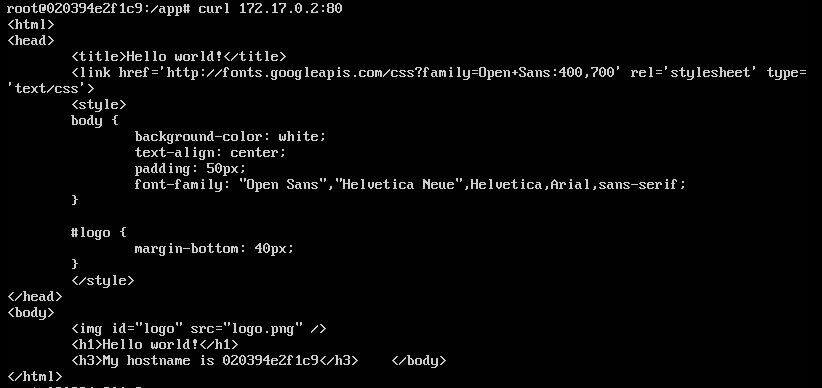 root@020394e2f1c9:/app# curl 172.17.0.2:80
<html>
<head>
        <title>Hello world!</title>
        <link href='http://fonts.googleapis.com/css?family=Open+Sans:400,700' rel='stylesheet' type=
'text/css'>
        <style>
        body {
                background-color: white;
                text-align: center;
                padding: 50px;
                font-family: "Open Sans","Helvetica Neue",Helvetica,Arial,sans-serif;
        }

        #logo {
                margin-bottom: 40px;
        }
        </style>
</head>
<body>
        <img id="logo" src="logo.png" />
        <h1>Hello world!</h1>
        <h3>My hostname is 020394e2f1c9</h3>    </body>
</html>